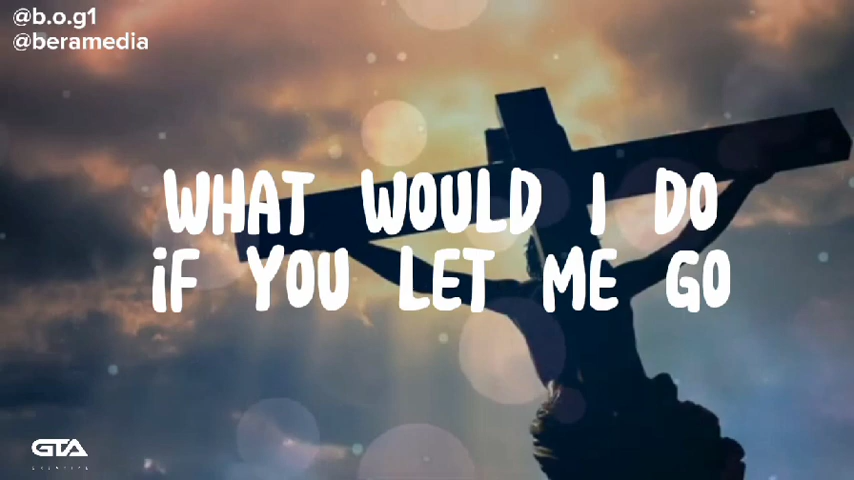 @b.o.g1
@beramedia
WHAT WOULD I DO
iF YOU LET ME GO
GTA